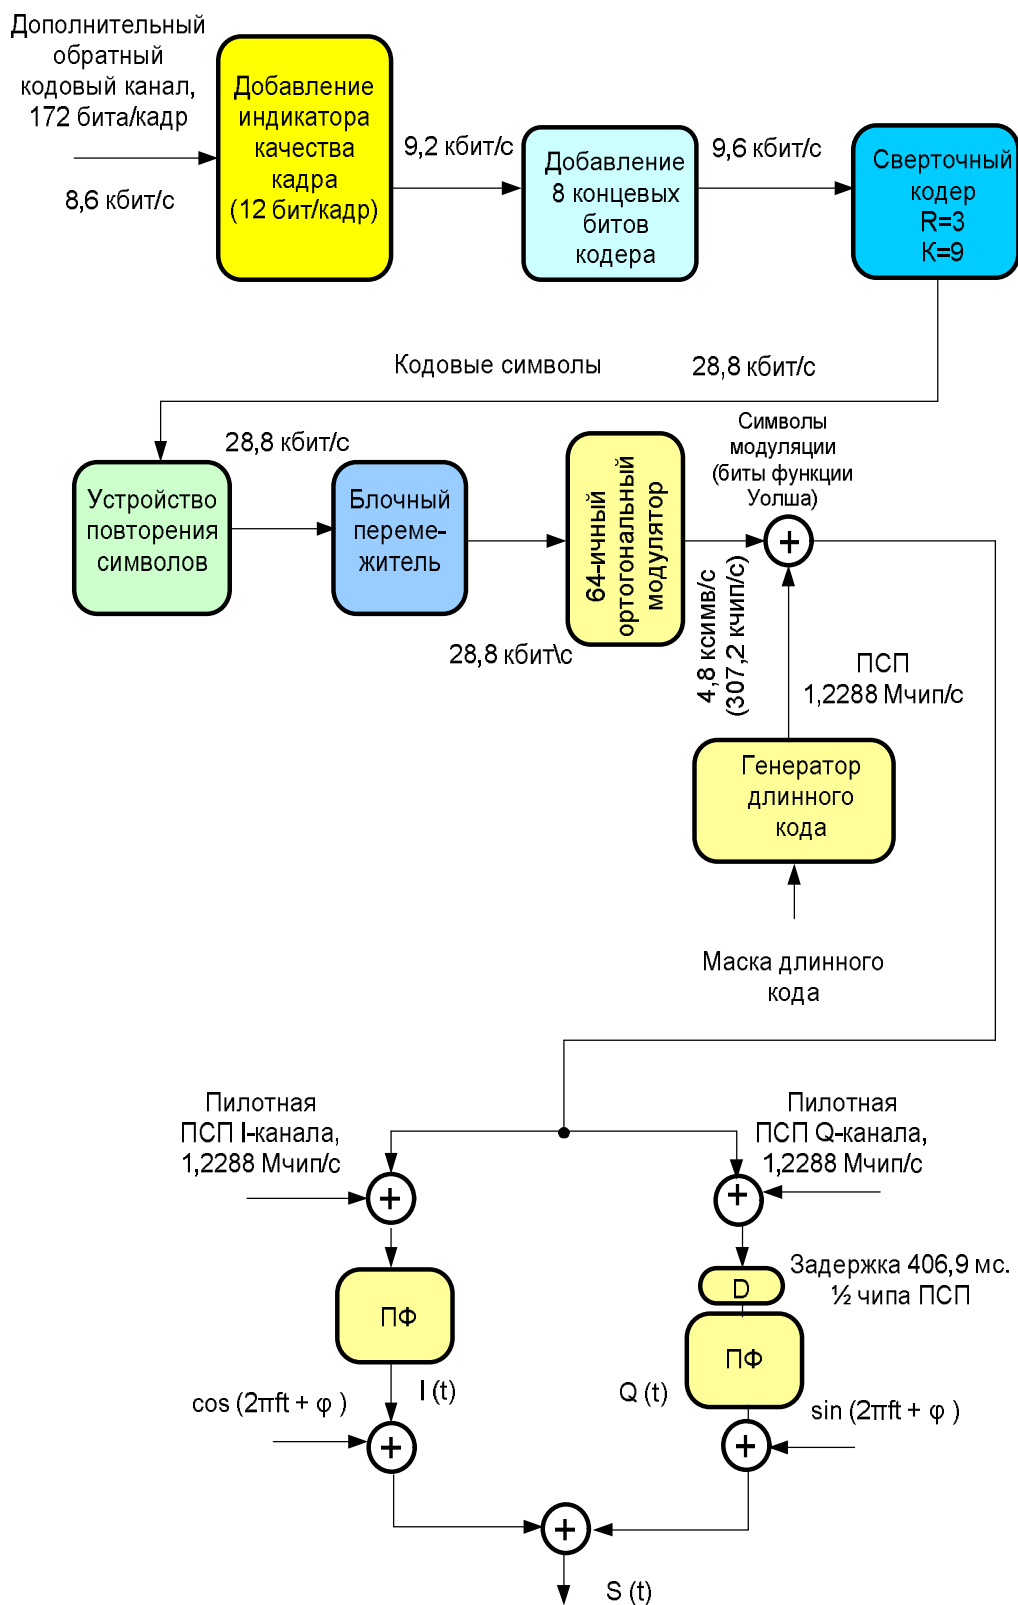 Дополнительный
обратный
кодовый канал,
172 бита/кадр
8,6 кбит/с
Добавление
индикатора
качества
кадра
(12 бит/кадр)
9,2 кбит/с
Добавление
8 концевых
битов
кодера
9,6 кбит/с
Сверточный
кодер
R=3
К=9
Кодовые символы
28,8 кбит/с
Устройство
повторения
символов
28,8 кбит/с
Блочный
переме-
житель
28,8 кбит\с
64-ичный
ортогональный
модулятор
Символы
модуляции
(биты функции
Уолша)
+
4,8 ксимв/с
(307,2 кчип/с)
ПСП
1,2288 Мчип/с
Генератор
длинного
кода
Маска длинного
кода
Пилотная
ПСП I-канала,
1,2288 Мчип/с
+
Пилотная
ПСП Q-канала,
1,2288 Мчип/с
+
D
Задержка 406,9 мс.
½ чипа ПСП
ПФ
ПФ
I (t)
Q (t)
cos (2πft + φ )
+
sin (2πft + φ )
+
+
S (t)